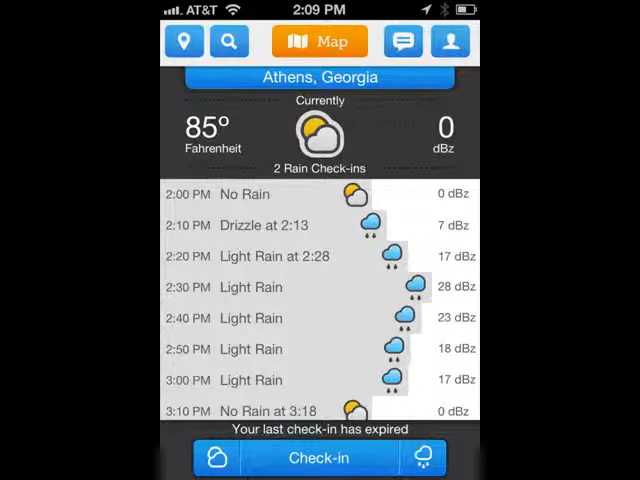 AT&T 2:09 PM
Map
Athens, Georgia
Currently
85º 0
Fahrenheit dBz
2 Rain Check-ins
2:00 PM No Rain 0 dBz
2:10 PM Drizzle at 2:13 7 dBz
2:20 PM Light Rain at 2:28 17 dBz
2:30 PM Light Rain 28 dBz
2:40 PM Light Rain 23 dBz
2:50 PM Light Rain 18 dBz
3:00 PM Light Rain 17 dBz
3:10 PM No Rain at 3:18 0 dBz
Your last check-in has expired
Check-in